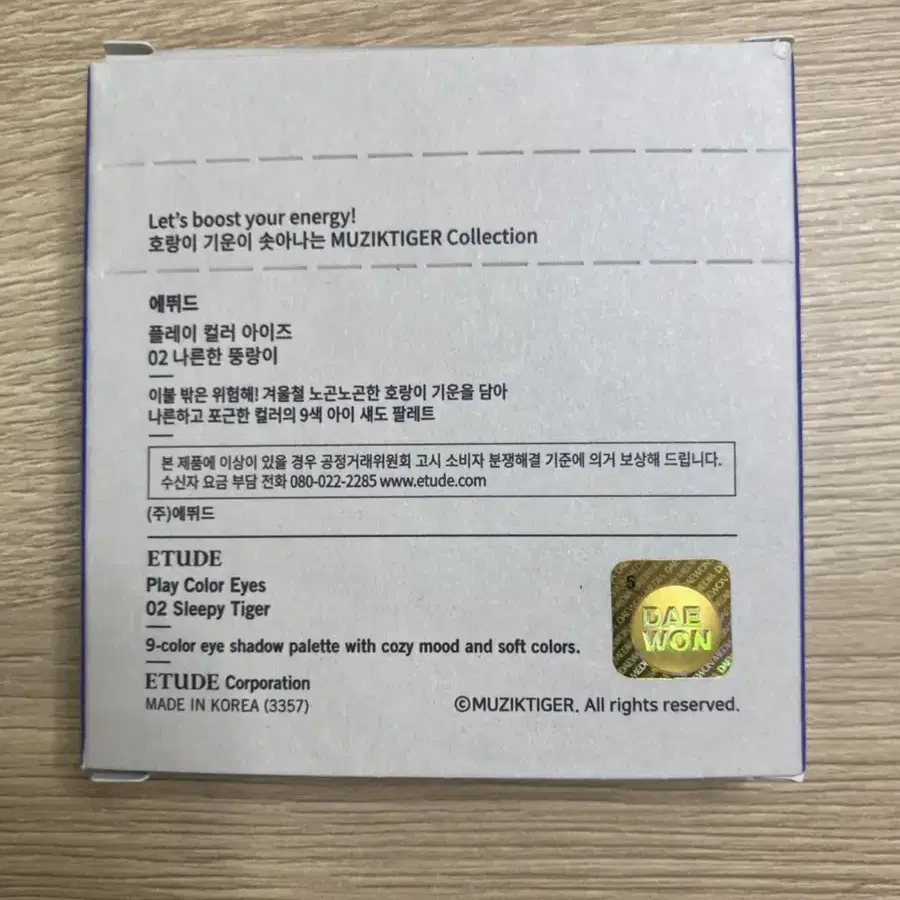 Let's boost your energy!
호랑이 기운이 솟아나는 MUZIKTIGER Collection
에뛰드
플레이 컬러 아이즈
02 나른한 뚱랑이
이불 밖은 위험해! 겨울철 노곤노곤한 호랑이 기운을 담아
나른하고 포근한 컬러의 9색 아이 섀도 팔레트
본 제품에 이상이 있을 경우 공정거래위원회 고시 소비자 분쟁해결 기준에 의거 보상해 드립니다.
수신자 요금 부담 전화 080-022-2285 www.etude.com
(주)에뛰드
ETUDE
Play Color Eyes
02 Sleepy Tiger
9-color eye shadow palette with cozy mood and soft colors.
ETUDE Corporation
MADE IN KOREA (3357)
5
DAE
WON
©MUZIKTIGER. All rights reserved.